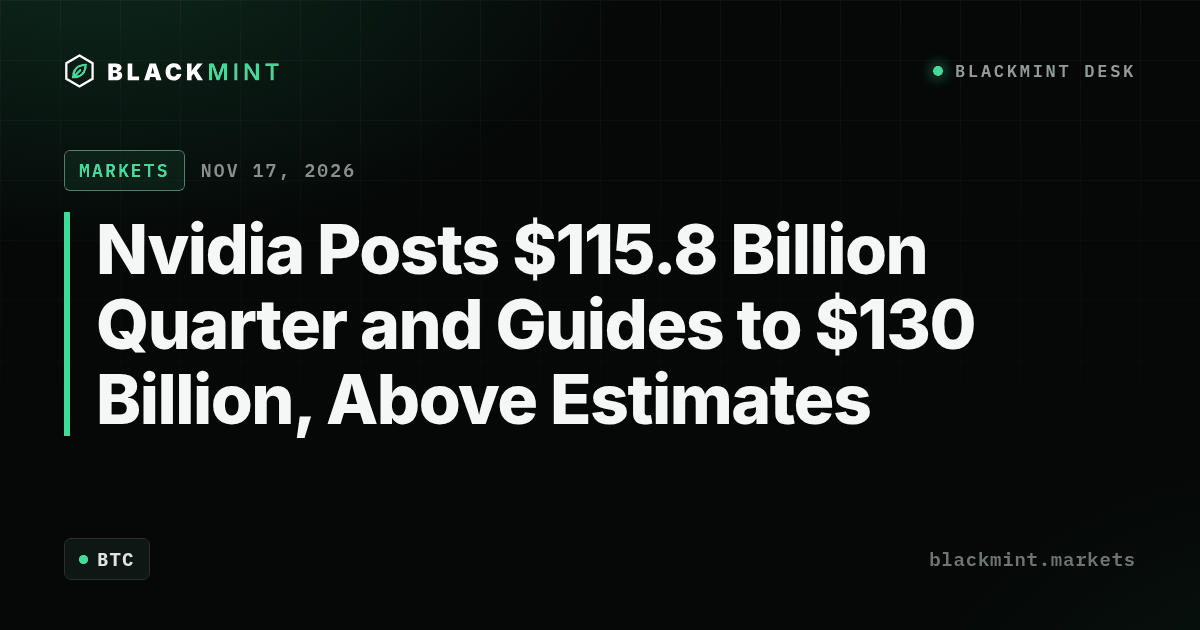 BLACKMINT
BLACKMINT DESK
MARKETS
NOV 17, 2026
Nvidia Posts $115.8 Billion
Quarter and Guides to $130
Billion, Above Estimates
BTC
blackmint.markets